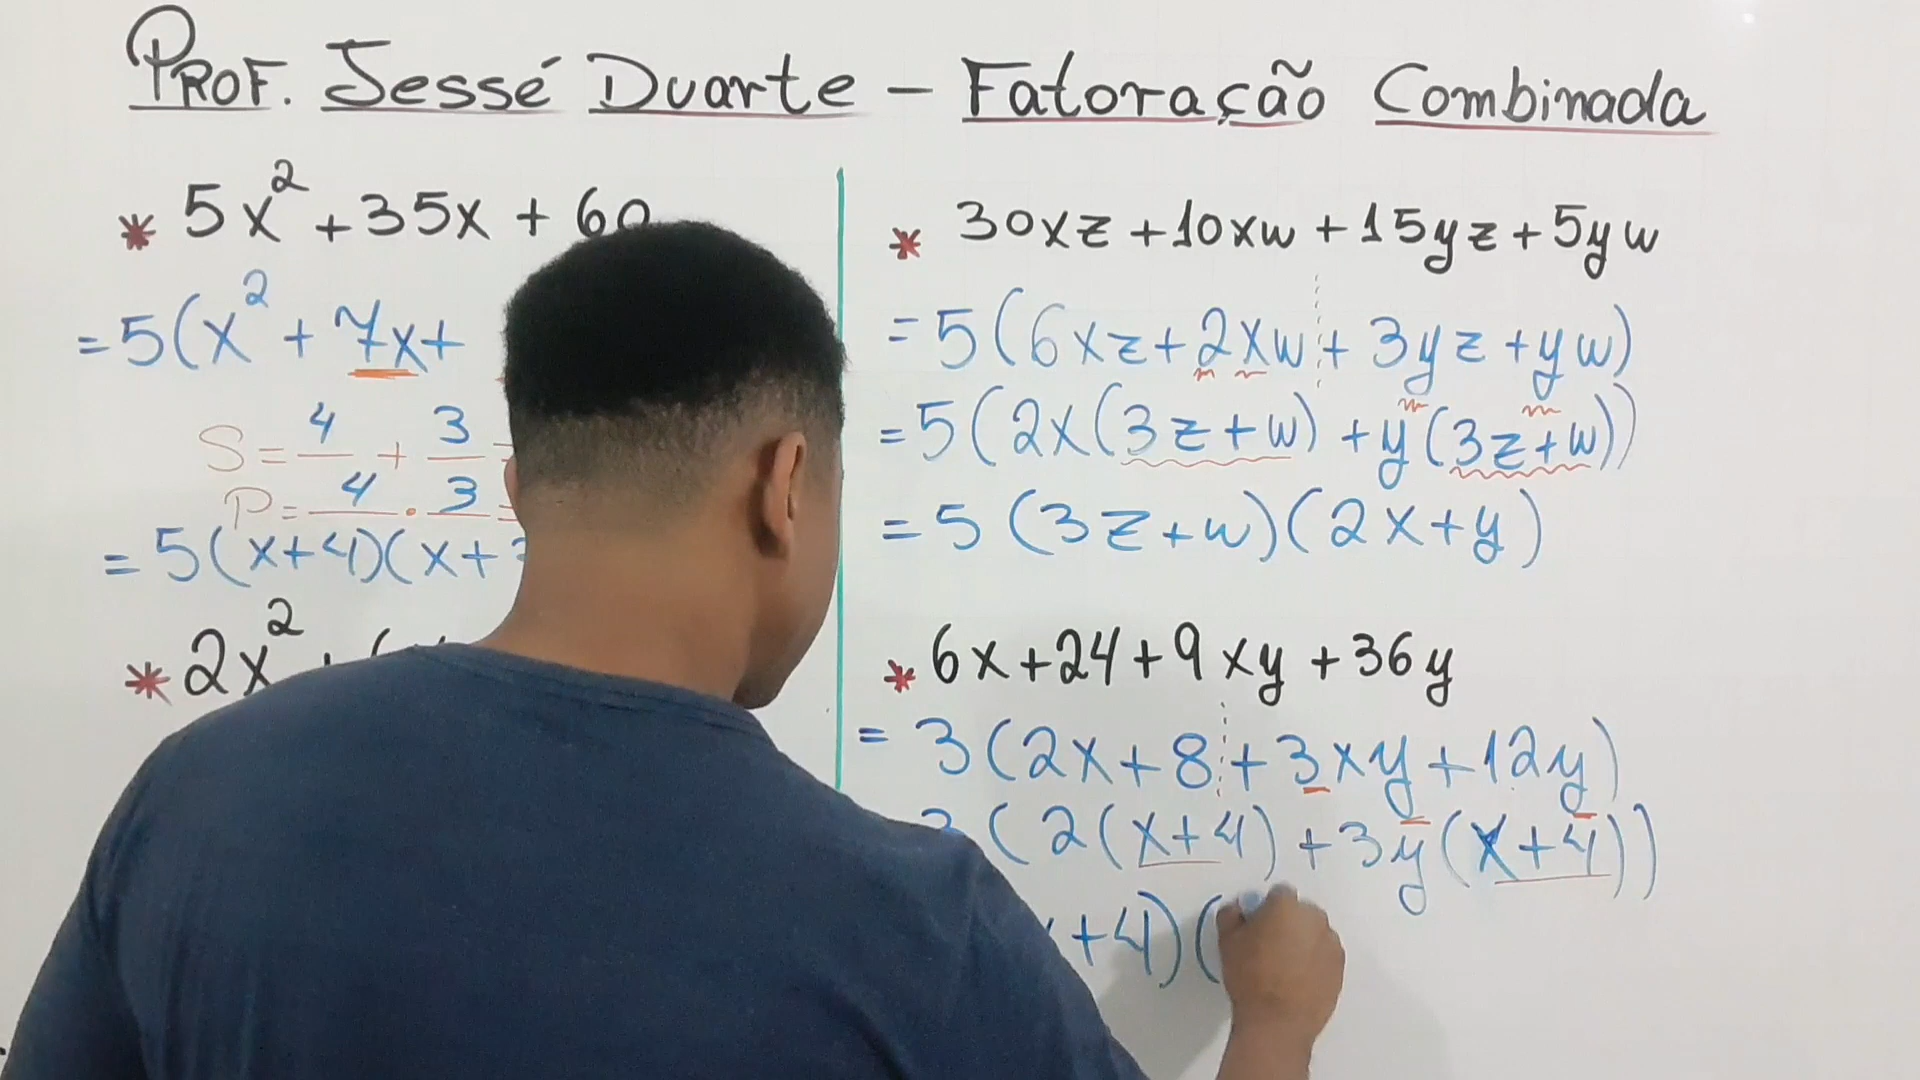 PROF. Jessé Duarte - Fatoração Combinada
* 5x² + 35x + 60
= 5(x² + 7x +
S = 4 + 3 =
P = 4 . 3 =
= 5(x+4)(x+3
* 2x² +
* 30xz + 10xw + 15yz + 5yw
= 5(6xz + 2xw + 3yz + yw)
= 5(2x(3z+w) + y(3z+w))
= 5(3z+w)(2x+y)
* 6x + 24 + 9xy + 36y
= 3(2x + 8 + 3xy + 12y)
3(2(x+4) + 3y(x+4))
+4)(